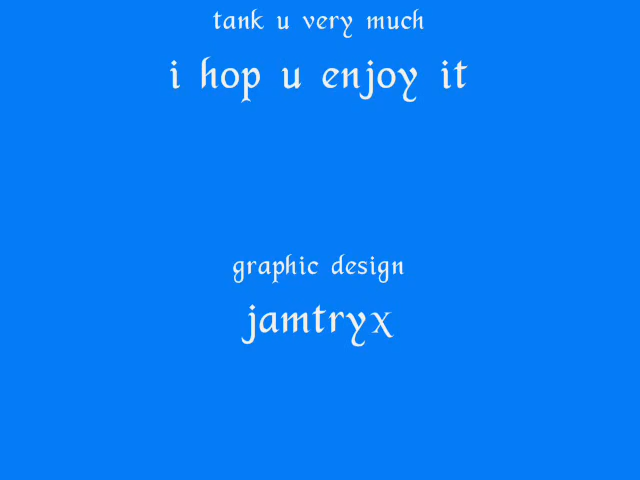 tank u very much
i hop u enjoy it
graphic design
jamtryx